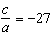 c/a = −27